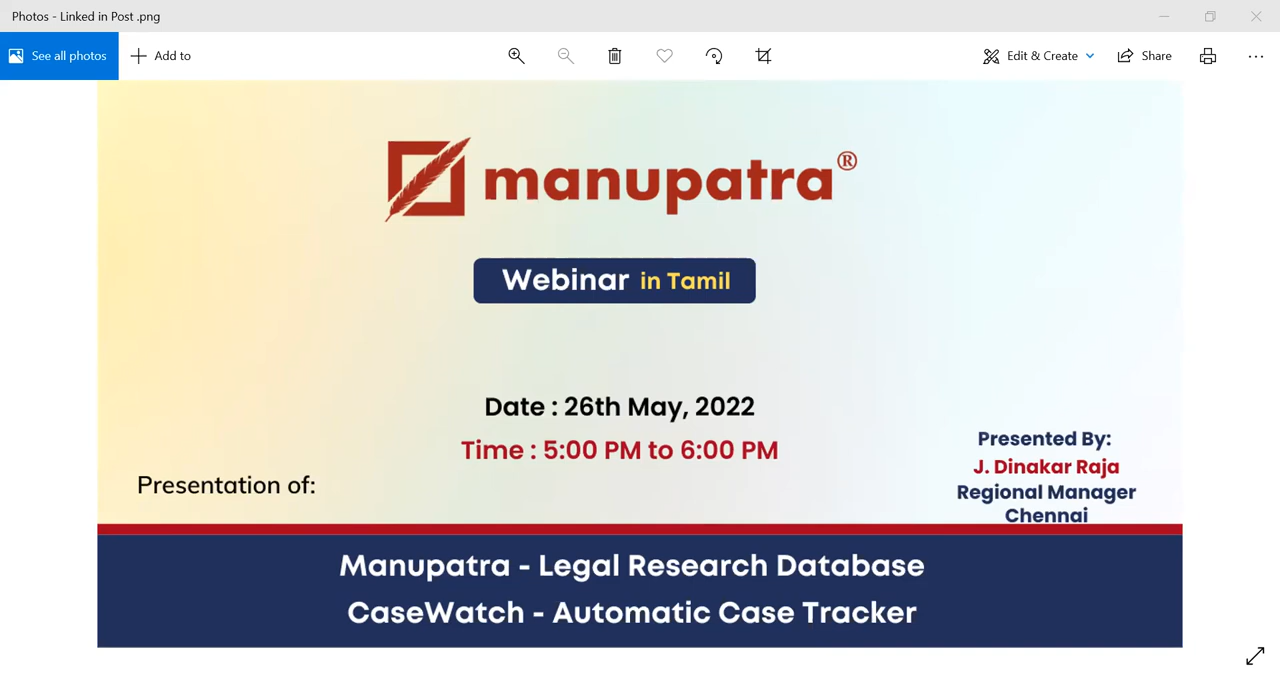 Photos - Linked in Post .png
See all photos
Add to
Edit & Create
Share
manupatra®
Webinar in Tamil
Date : 26th May, 2022
Time : 5:00 PM to 6:00 PM
Presented By:
J. Dinakar Raja
Regional Manager
Chennai
Presentation of:
Manupatra - Legal Research Database
CaseWatch - Automatic Case Tracker